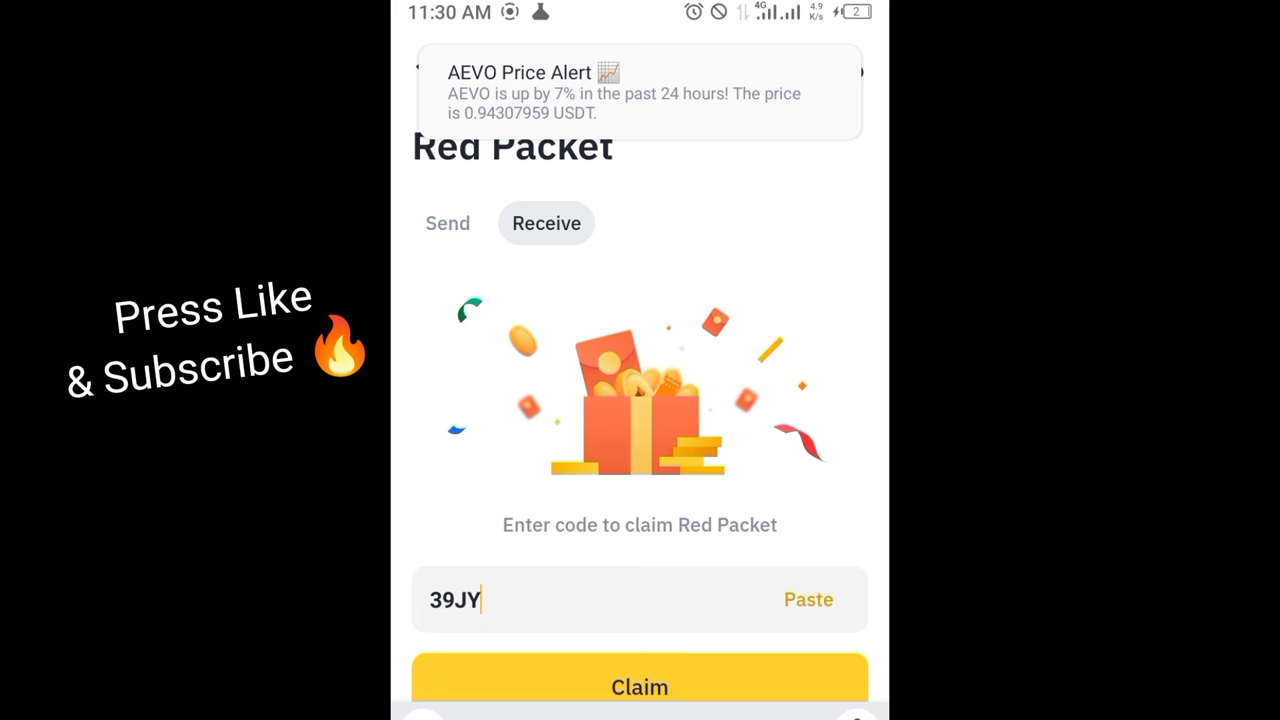 11:30 AM
4G
4.9
K/s
2
AEVO Price Alert 📈
AEVO is up by 7% in the past 24 hours! The price
is 0.94307959 USDT.
Red Packet
Send
Receive
Press Like
& Subscribe 🔥
Enter code to claim Red Packet
39JY
Paste
Claim